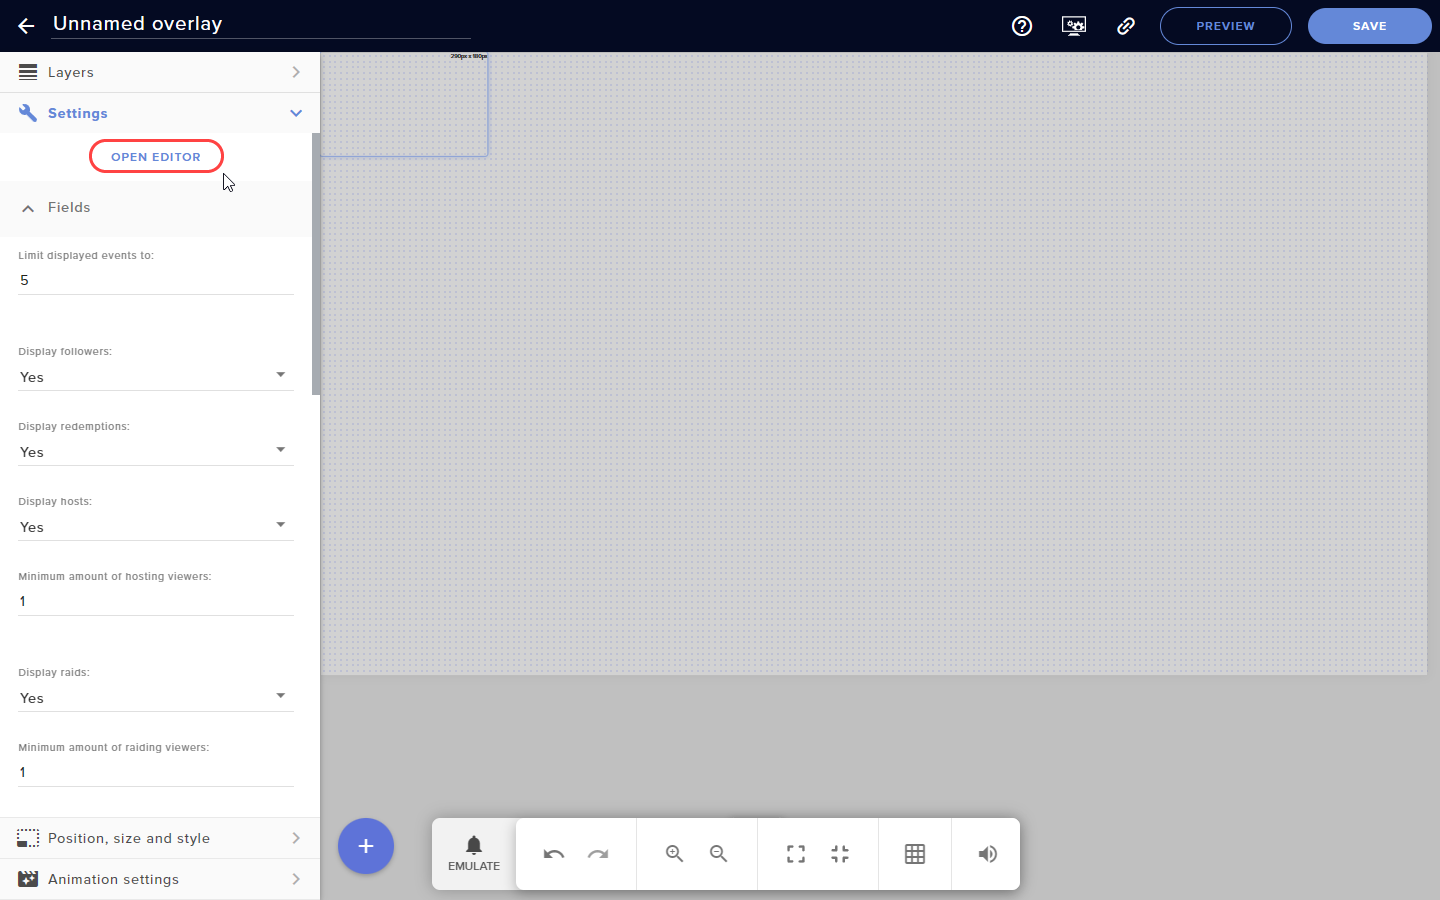 Unnamed overlay
PREVIEW
SAVE
Layers
Settings
OPEN EDITOR
Fields
Limit displayed events to:
5
Display followers:
Yes
Display redemptions:
Yes
Display hosts:
Yes
Minimum amount of hosting viewers:
1
Display raids:
Yes
Minimum amount of raiding viewers:
1
Position, size and style
Animation settings
290px x 180px
EMULATE